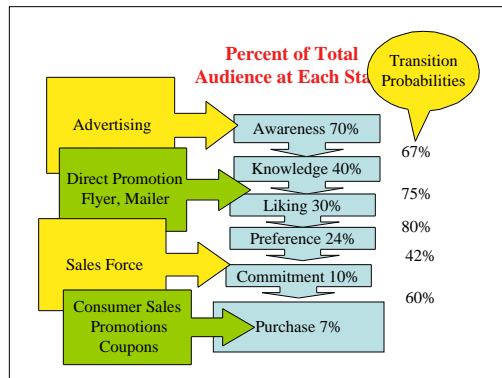 Percent of Total
Audience at Each Sta
Transition
Probabilities
Advertising
Awareness 70%
67%
Knowledge 40%
Direct Promotion
Flyer, Mailer
75%
Liking 30%
80%
Preference 24%
42%
Sales Force
Commitment 10%
60%
Consumer Sales
Promotions
Coupons
Purchase 7%